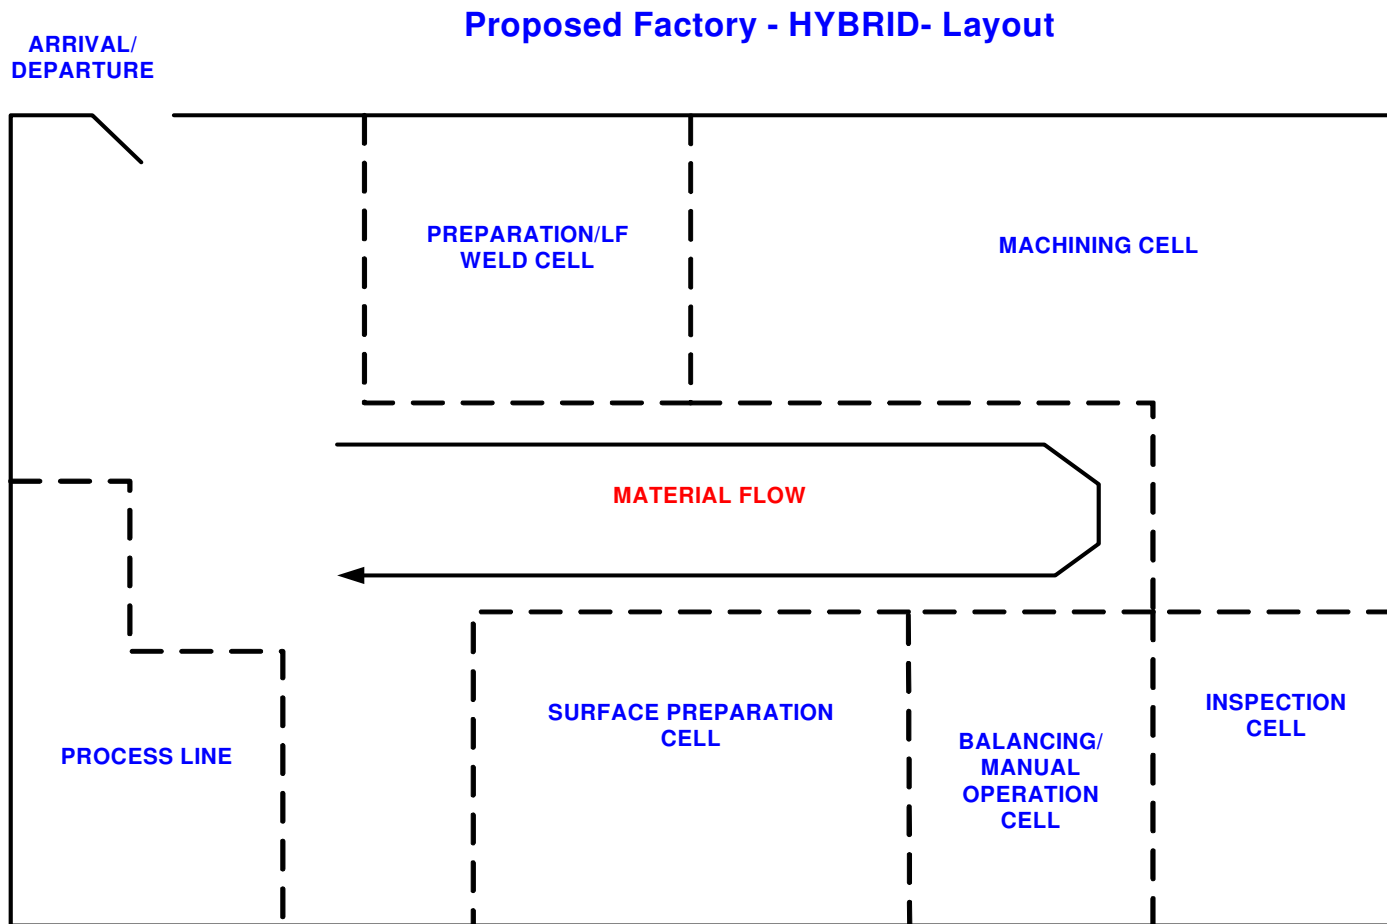 Proposed Factory - HYBRID- Layout
ARRIVAL/
DEPARTURE
PREPARATION/LF
WELD CELL
MACHINING CELL
MATERIAL FLOW
SURFACE PREPARATION
CELL
BALANCING/
MANUAL
OPERATION
CELL
INSPECTION
CELL
PROCESS LINE